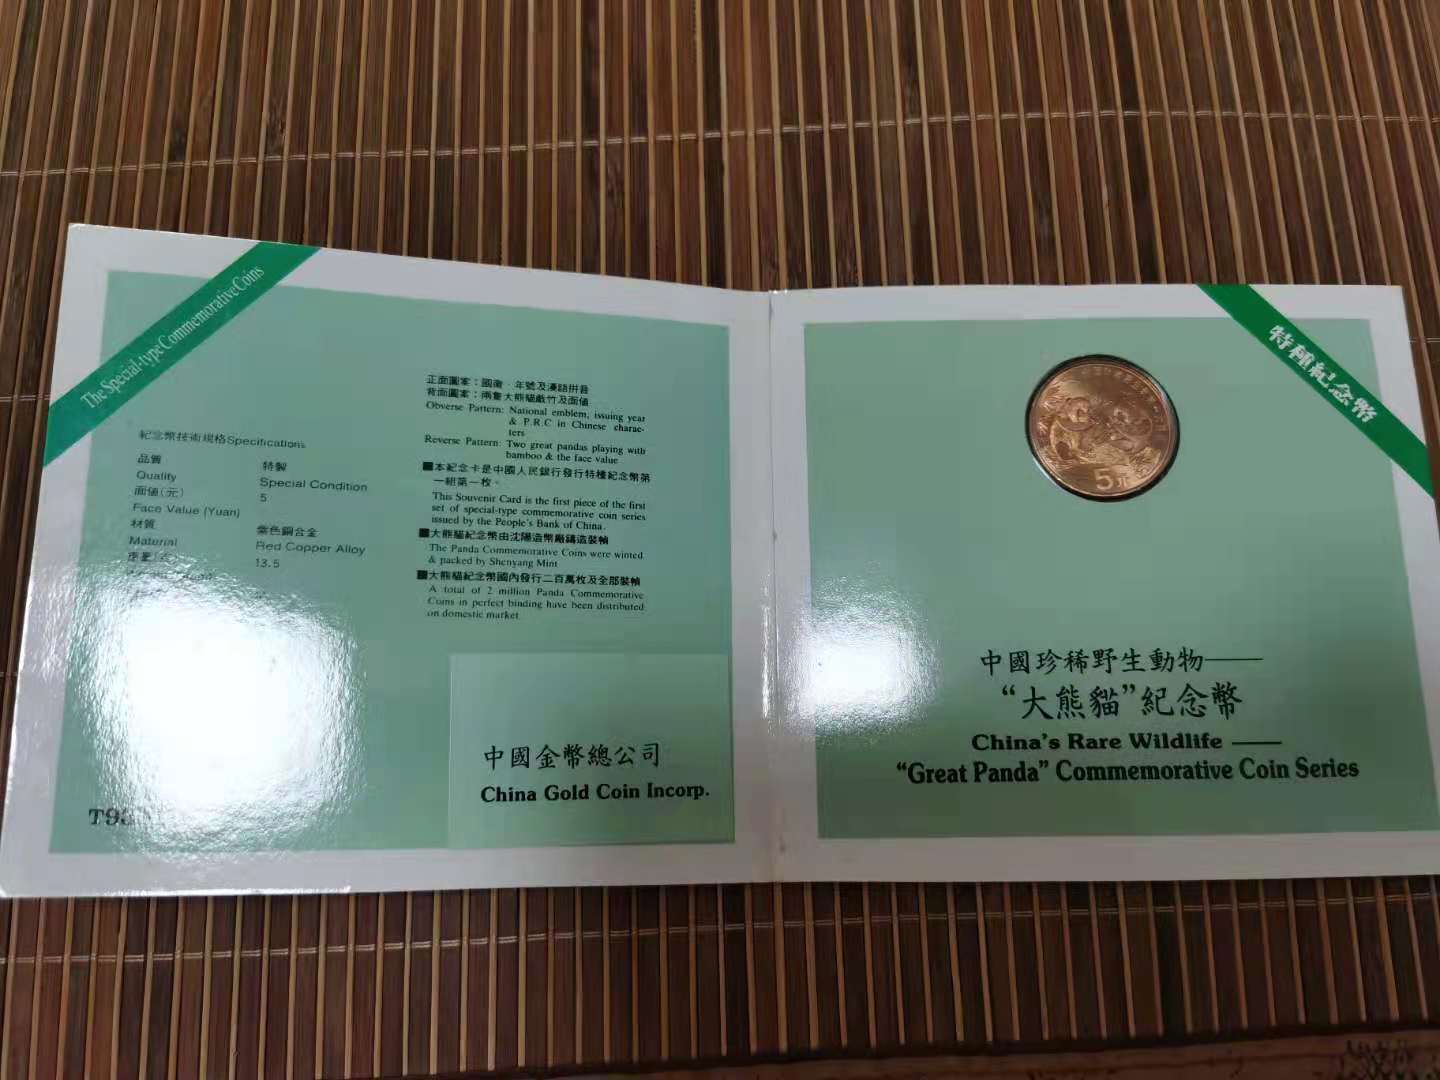 The Special-type Commemorative Coins
紀念幣技術規格Specifications
品質 特製
Quality Special Condition
面值(元) 5
Face Value (Yuan)
材質 紫色銅合金
Material Red Copper Alloy
重量 13.5
正面圖案：國徽·年號及漢語拼音
背面圖案：兩隻大熊貓戲竹及面值
Obverse Pattern: National emblem, issuing year
& P.R.C in Chinese charac-
ters
Reverse Pattern: Two great pandas playing with
bamboo & the face value
■本紀念卡是中國人民銀行發行特種紀念幣第
一組第一枚。
This Souvenir Card is the first piece of the first
set of special-type commemorative coin series
issued by the People's Bank of China.
■大熊貓紀念幣由沈陽造幣廠鑄造裝幀
The Panda Commemorative Coins were winted
& packed by Shenyang Mint
■大熊貓紀念幣國內發行二百萬枚及全部裝幀
A total of 2 million Panda Commemorative
Coins in perfect binding have been distributed
on domestic market
中國金幣總公司
China Gold Coin Incorp.
特種紀念幣
5元
中國珍稀野生動物——
“大熊貓”紀念幣
China's Rare Wildlife ——
“Great Panda” Commemorative Coin Series